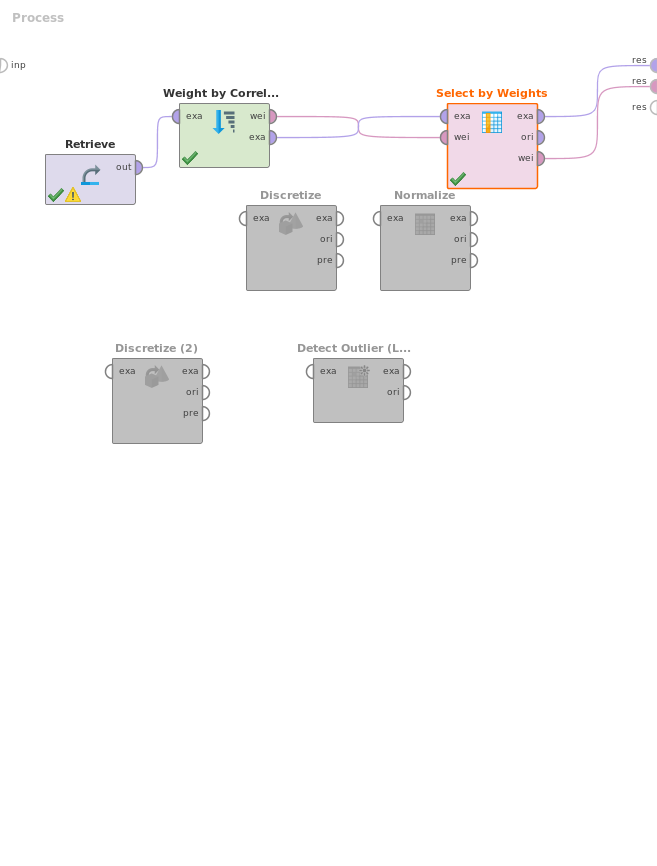 Process
inp
res
res
res
Weight by Correl...
exa
wei
exa
Select by Weights
exa
wei
exa
ori
wei
Retrieve
out
Discretize
exa
exa
ori
pre
Normalize
exa
exa
ori
pre
Discretize (2)
exa
exa
ori
pre
Detect Outlier (L...
exa
exa
ori